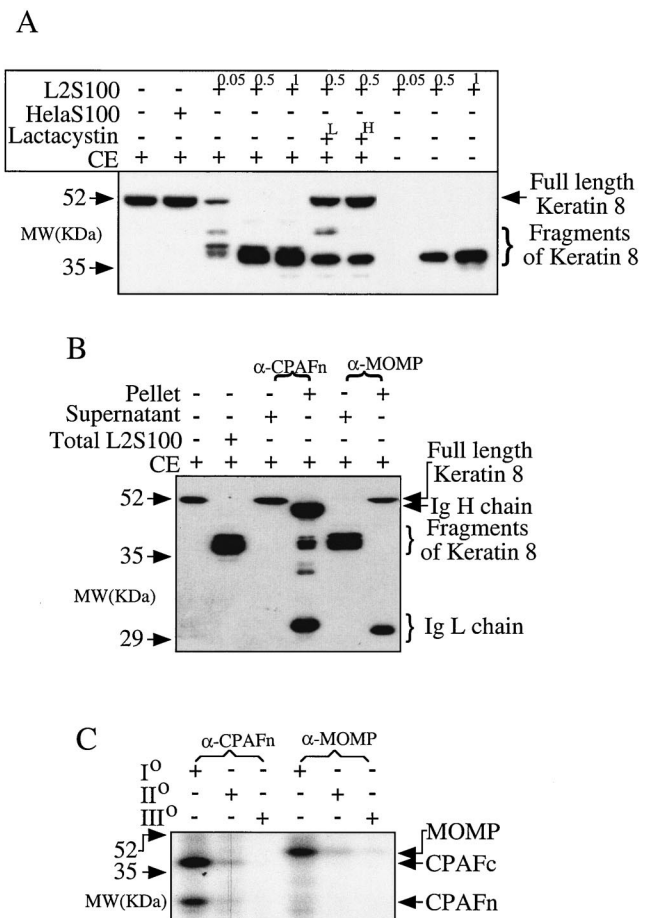 A
L2S100 - - +0.05 +0.5 +1 +0.5 +0.5 +0.05 +0.5 +1
HelaS100 - + - - - - - - - -
Lactacystin - - - - - +L +H - - -
CE + + + + + + + - - -
52
MW(KDa)
35
Full length
Keratin 8
Fragments
of Keratin 8
B
α-CPAFn α-MOMP
Pellet - - - + - +
Supernatant - - + - + -
Total L2S100 - + - - - -
CE + + + + + +
52
35
MW(KDa)
29
Full length
Keratin 8
Ig H chain
Fragments
of Keratin 8
Ig L chain
C
α-CPAFn α-MOMP
IO + - - + - -
IIO - + - - + -
IIIO - - + - - +
52
35
MW(KDa)
MOMP
CPAFc
CPAFn